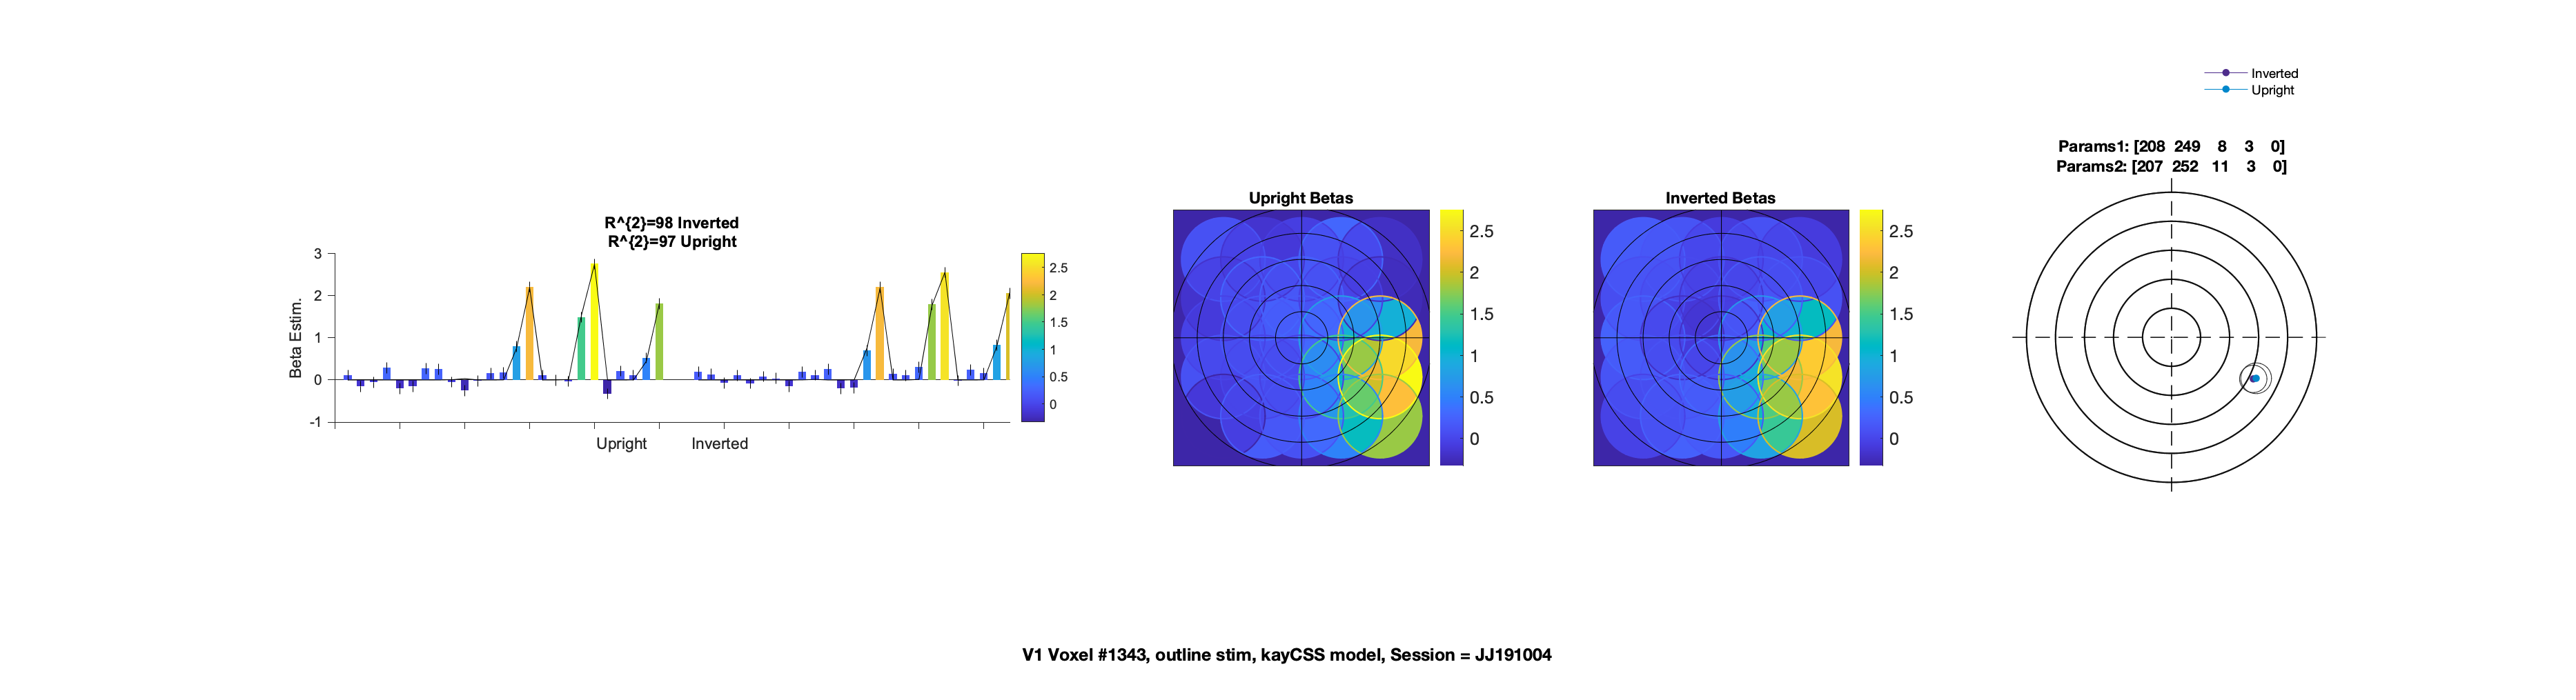 Inverted
Upright
Params1: [208 249 8 3 0]
Params2: [207 252 11 3 0]
R^{2}=98 Inverted
R^{2}=97 Upright
Beta Estim.
3
2
1
0
-1
Upright Inverted
2.5
2
1.5
1
0.5
0
Upright Betas
2.5
2
1.5
1
0.5
0
Inverted Betas
2.5
2
1.5
1
0.5
0
V1 Voxel #1343, outline stim, kayCSS model, Session = JJ191004